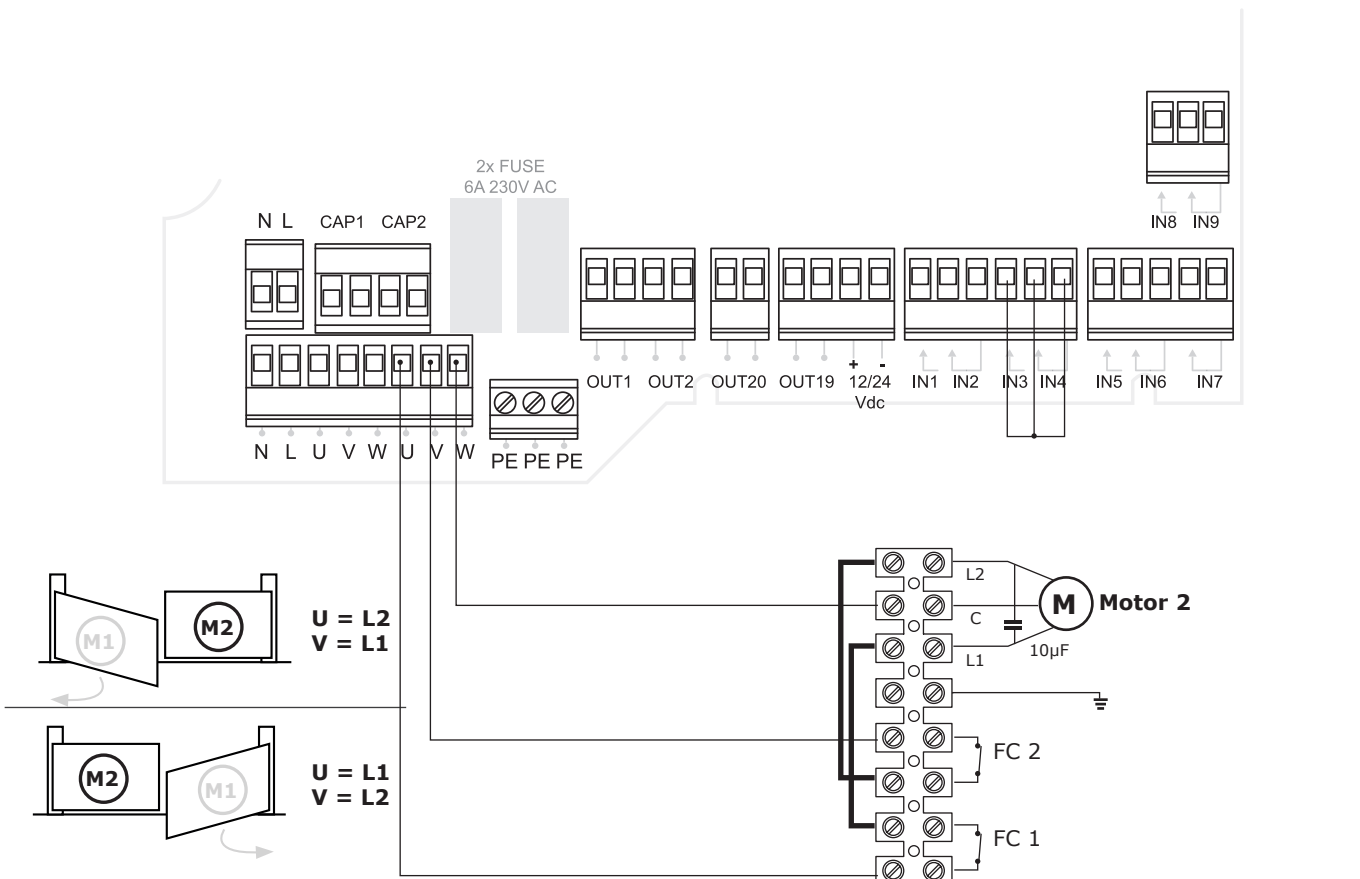 2x FUSE
6A 230V AC
N L
CAP1 CAP2
IN8 IN9
OUT1 OUT2 OUT20 OUT19
+ -
12/24
Vdc
IN1 IN2 IN3 IN4 IN5 IN6 IN7
N L U V W U V W
PE PE PE
L2
C
L1
10µF
M
Motor 2
FC 2
FC 1
M1
M2
U = L2
V = L1
M2
M1
U = L1
V = L2